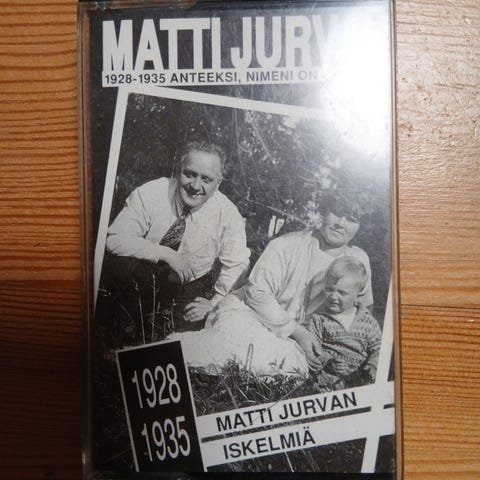 MATTI JURV
1928-1935 ANTEEKSI, NIMENI ON
1928
1935
MATTI JURVAN
ISKELMIÄ